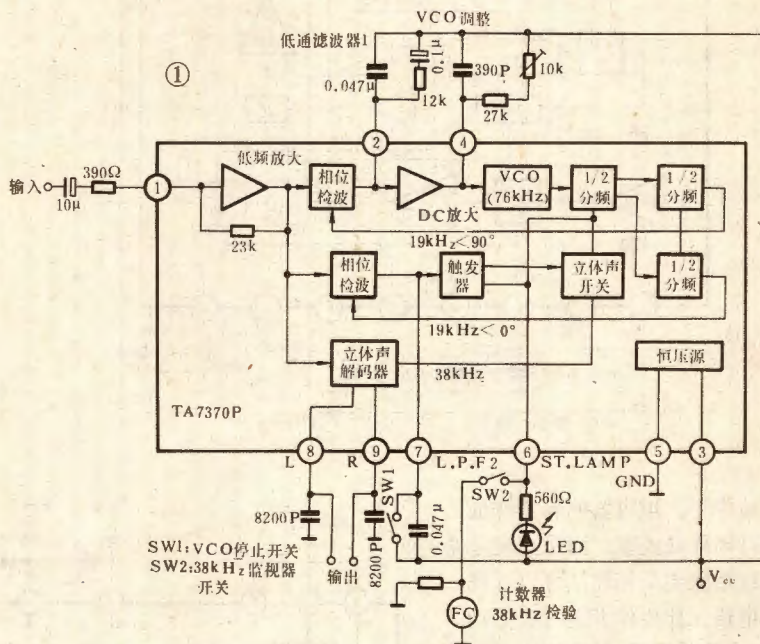 VCO调整
低通滤波器1
①
0.047μ
0.1μ
12k
390P
10k
27k
2
4
输入
10μ
390Ω
1
低频放大
23k
相位
检波
DC放大
VCO
(76kHz)
1/2
分频
1/2
分频
19kHz<90°
相位
检波
触发
器
立体声
开关
1/2
分频
19kHz<0°
立体声
解码器
38kHz
恒压源
TA7370P
8
9
7
6
5
3
L
R
SW1
L.P.F2
ST.LAMP
GND
SW2
8200P
8200P
0.047μ
560Ω
LED
SW1:VCO停止开关
SW2:38kHz监视器
开关
输出
Vcc
FC
计数器
38kHz检验